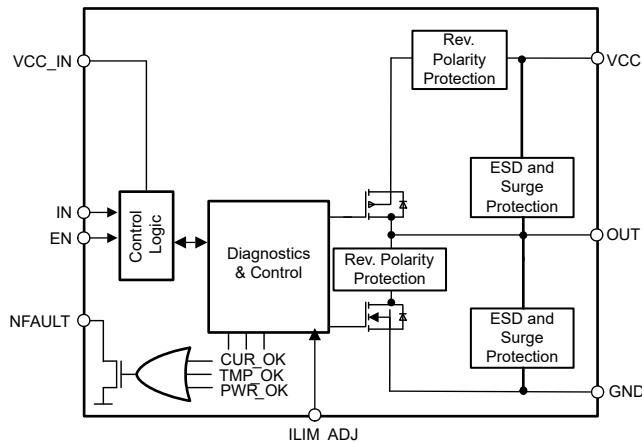 Rev.
Polarity
Protection
VCC_IN
VCC
ESD and
Surge
Protection
IN
EN
Control
Logic
Diagnostics
& Control
Rev. Polarity
Protection
OUT
NFAULT
CUR_OK
TMP_OK
PWR_OK
ESD and
Surge
Protection
GND
ILIM_ADJ